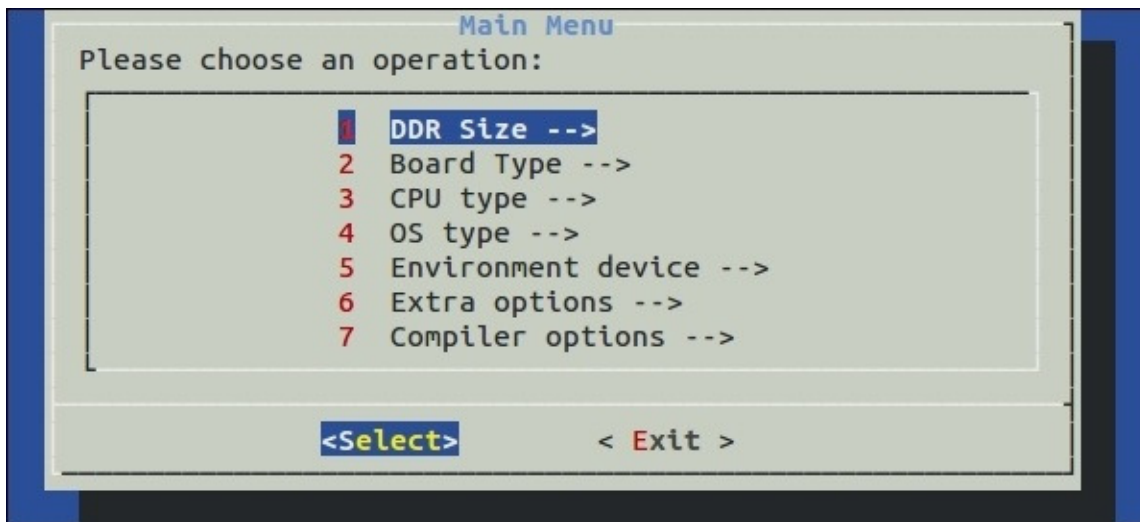 Main Menu
Please choose an operation:
1 DDR Size -->
2 Board Type -->
3 CPU type -->
4 OS type -->
5 Environment device -->
6 Extra options -->
7 Compiler options -->
<Select> < Exit >